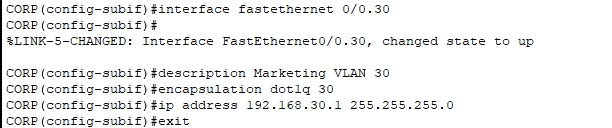 CORP(config-subif)#interface fastethernet 0/0.30
CORP(config-subif)#
%LINK-5-CHANGED: Interface FastEthernet0/0.30, changed state to up
CORP(config-subif)#description Marketing VLAN 30
CORP(config-subif)#encapsulation dot1q 30
CORP(config-subif)#ip address 192.168.30.1 255.255.255.0
CORP(config-subif)#exit